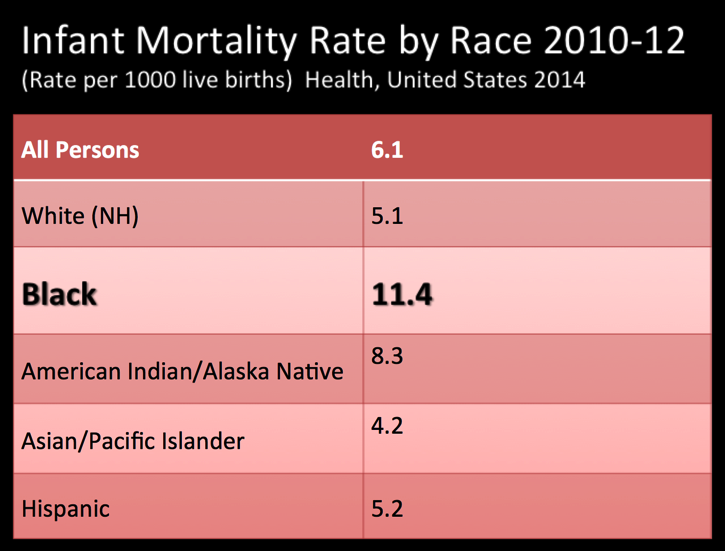 Infant Mortality Rate by Race 2010-12
(Rate per 1000 live births) Health, United States 2014
All Persons 6.1
White (NH) 5.1
Black 11.4
American Indian/Alaska Native 8.3
Asian/Pacific Islander 4.2
Hispanic 5.2